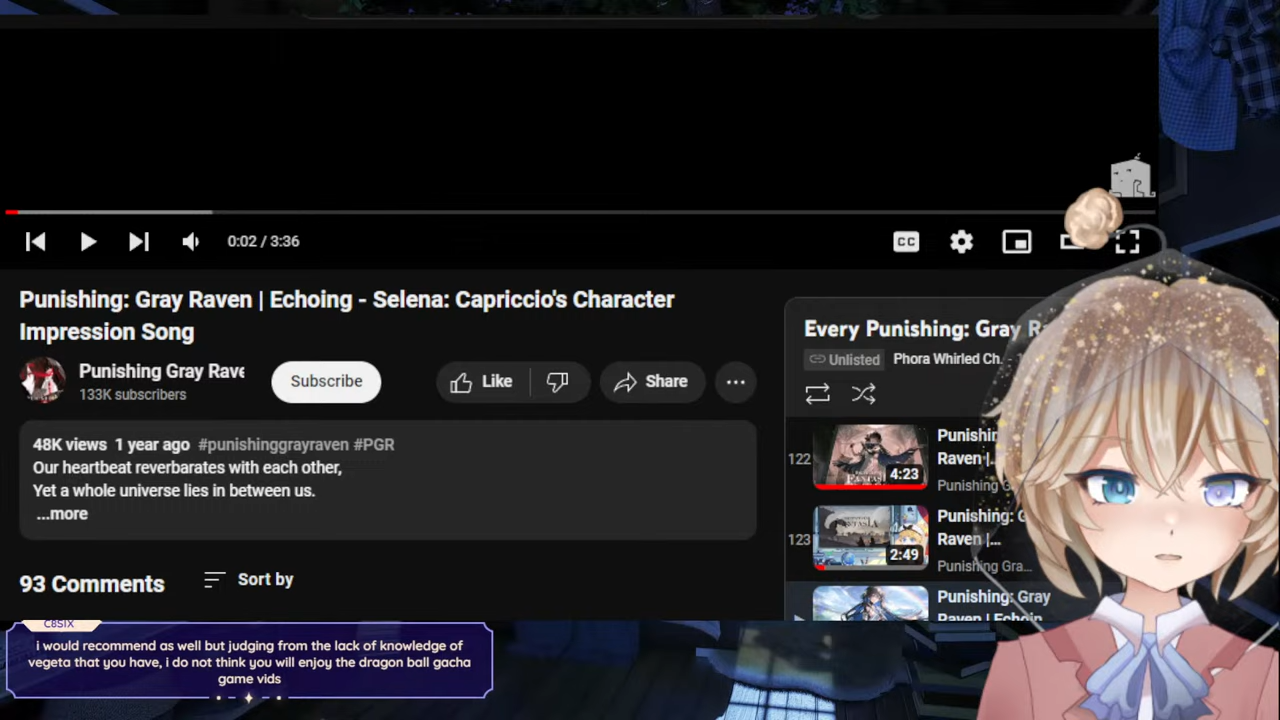 CC
0:02 / 3:36
Punishing: Gray Raven | Echoing - Selena: Capriccio's Character
Impression Song
Punishing Gray Rave
133K subscribers
Subscribe
Like
Share
48K views 1 year ago #punishinggrayraven #PGR
Our heartbeat reverbarates with each other,
Yet a whole universe lies in between us.
...more
93 Comments
Sort by
Every Punishing: Gray R
Unlisted Phora Whirled Ch.
122
4:23
Punishin
Raven |..
Punishing G
123
2:49
Punishing: G
Raven |...
Punishing Gra...
Punishing: Gray
Raven | Echoin
C8SIX
i would recommend as well but judging from the lack of knowledge of
vegeta that you have, i do not think you will enjoy the dragon ball gacha
game vids